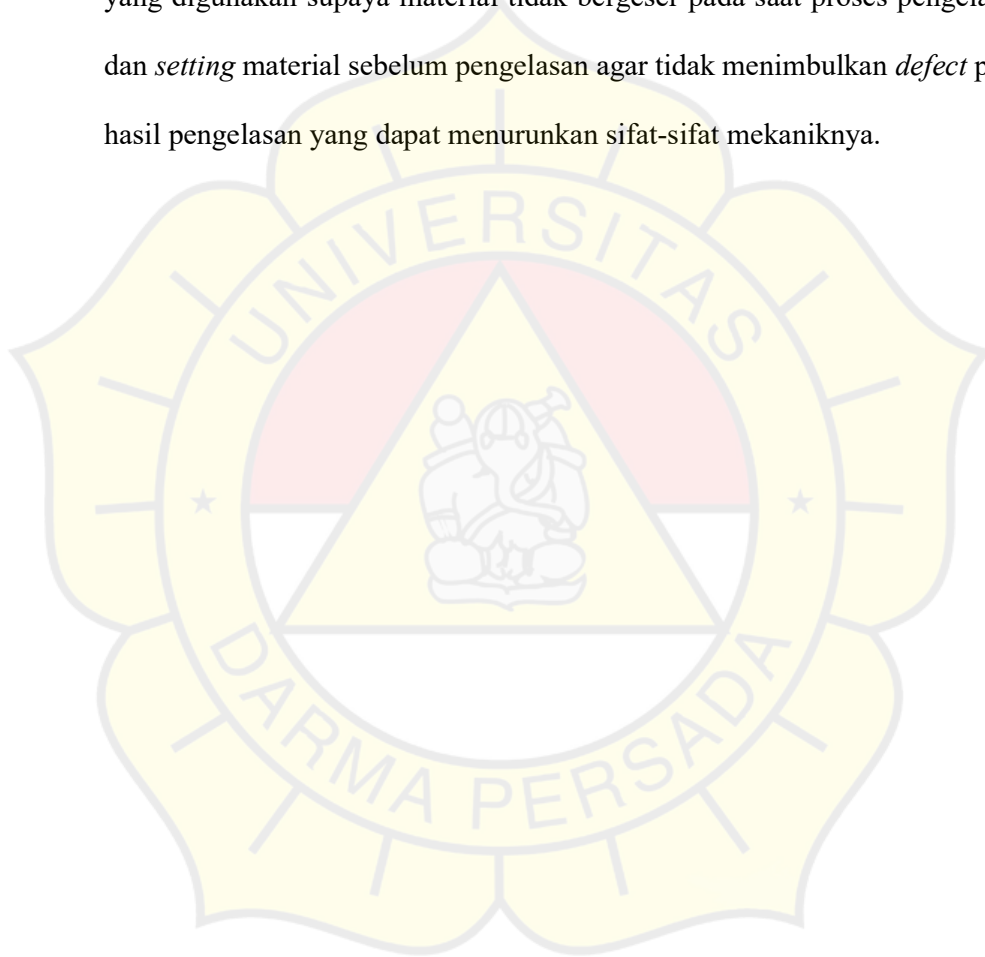 yang digunakan supaya material tidak bergeser pada saat proses
dan setting material sebelum pengelasan agar tidak menimbulkan defect
hasil pengelasan yang dapat menurunkan sifat-sifat mekaniknya.
UNIVERSITAS
DARMA PERSADA